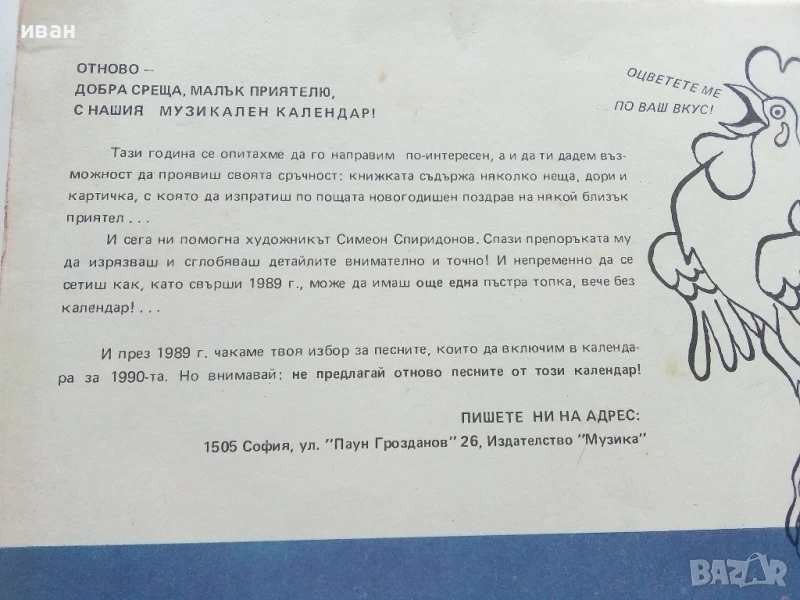 иван
ОТНОВО –
ДОБРА СРЕЩА, МАЛЪК ПРИЯТЕЛЮ,
С НАШИЯ МУЗИКАЛЕН КАЛЕНДАР!
ОЦВЕТЕТЕ МЕ
ПО ВАШ ВКУС!
Тази година се опитахме да го направим по-интересен, а и да ти дадем въз-
можност да проявиш своята сръчност: книжката съдържа няколко неща, дори и
картичка, с която да изпратиш по пощата новогодишен поздрав на някой близък
приятел . . .
И сега ни помогна художникът Симеон Спиридонов. Спази препоръката му
да изрязваш и сглобяваш детайлите внимателно и точно! И непременно да се
сетиш как, като свърши 1989 г., може да имаш още една пъстра топка, вече без
календар! . . .
И през 1989 г. чакаме твоя избор за песните, които да включим в календа-
ра за 1990-та. Но внимавай: не предлагай отново песните от този календар!
ПИШЕТЕ НИ НА АДРЕС:
1505 София, ул. "Паун Грозданов" 26, Издателство "Музика"
BAZAR